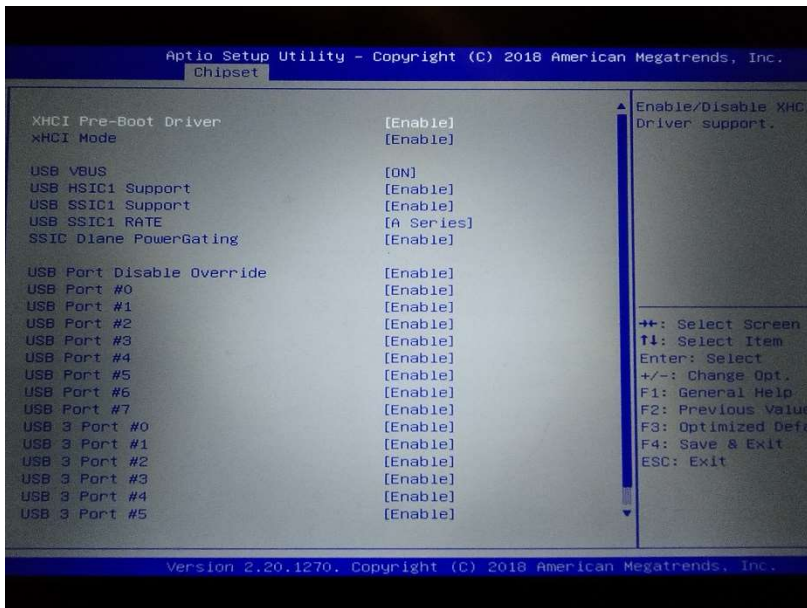 Aptio Setup Utility – Copyright (C) 2018 American Megatrends, Inc.
Chipset
XHCI Pre-Boot Driver [Enable]
xHCI Mode [Enable]
USB VBUS [ON]
USB HSIC1 Support [Enable]
USB SSIC1 Support [Enable]
USB SSIC1 RATE [A Series]
SSIC Dlane PowerGating [Enable]
USB Port Disable Override [Enable]
USB Port #0 [Enable]
USB Port #1 [Enable]
USB Port #2 [Enable]
USB Port #3 [Enable]
USB Port #4 [Enable]
USB Port #5 [Enable]
USB Port #6 [Enable]
USB Port #7 [Enable]
USB 3 Port #0 [Enable]
USB 3 Port #1 [Enable]
USB 3 Port #2 [Enable]
USB 3 Port #3 [Enable]
USB 3 Port #4 [Enable]
USB 3 Port #5 [Enable]
Enable/Disable XHC
Driver support.
→←: Select Screen
↑↓: Select Item
Enter: Select
+/-: Change Opt.
F1: General Help
F2: Previous Valu
F3: Optimized Def
F4: Save & Exit
ESC: Exit
Version 2.20.1270. Copyright (C) 2018 American Megatrends, Inc.